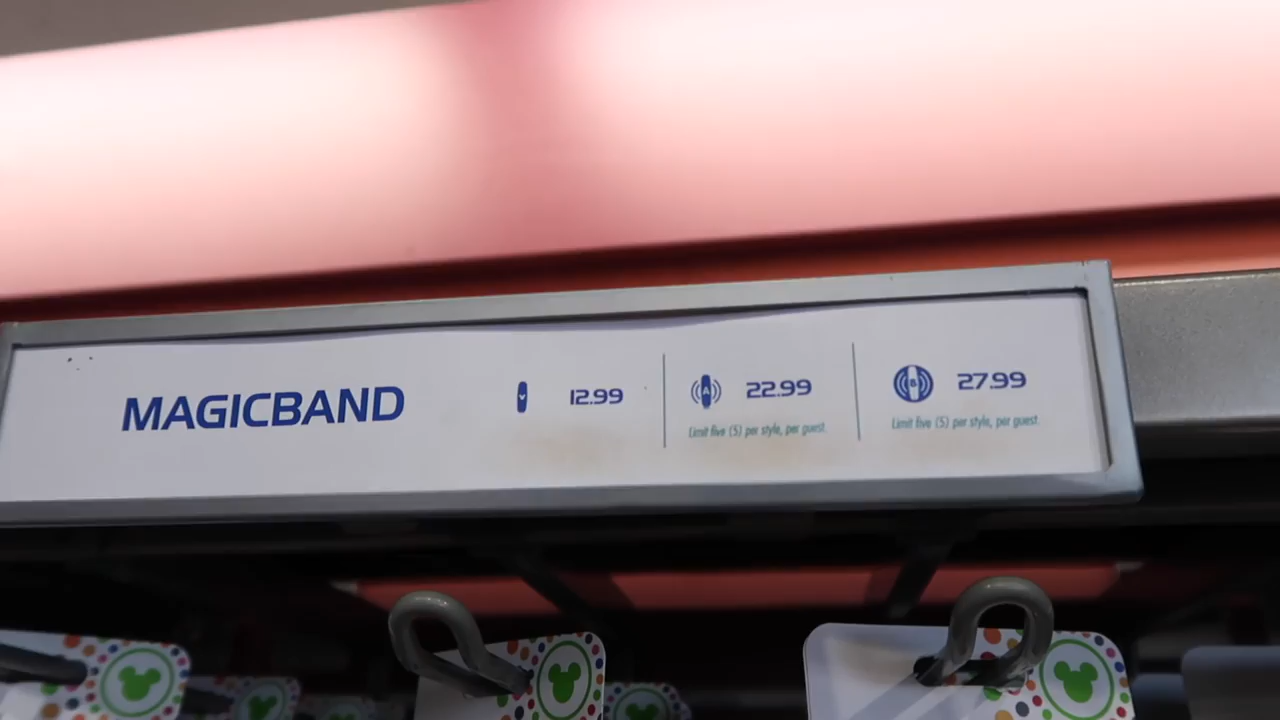 MAGICBAND
12.99
A
22.99
Limit five (5) per style, per guest.
B
27.99
Limit five (5) per style, per guest.